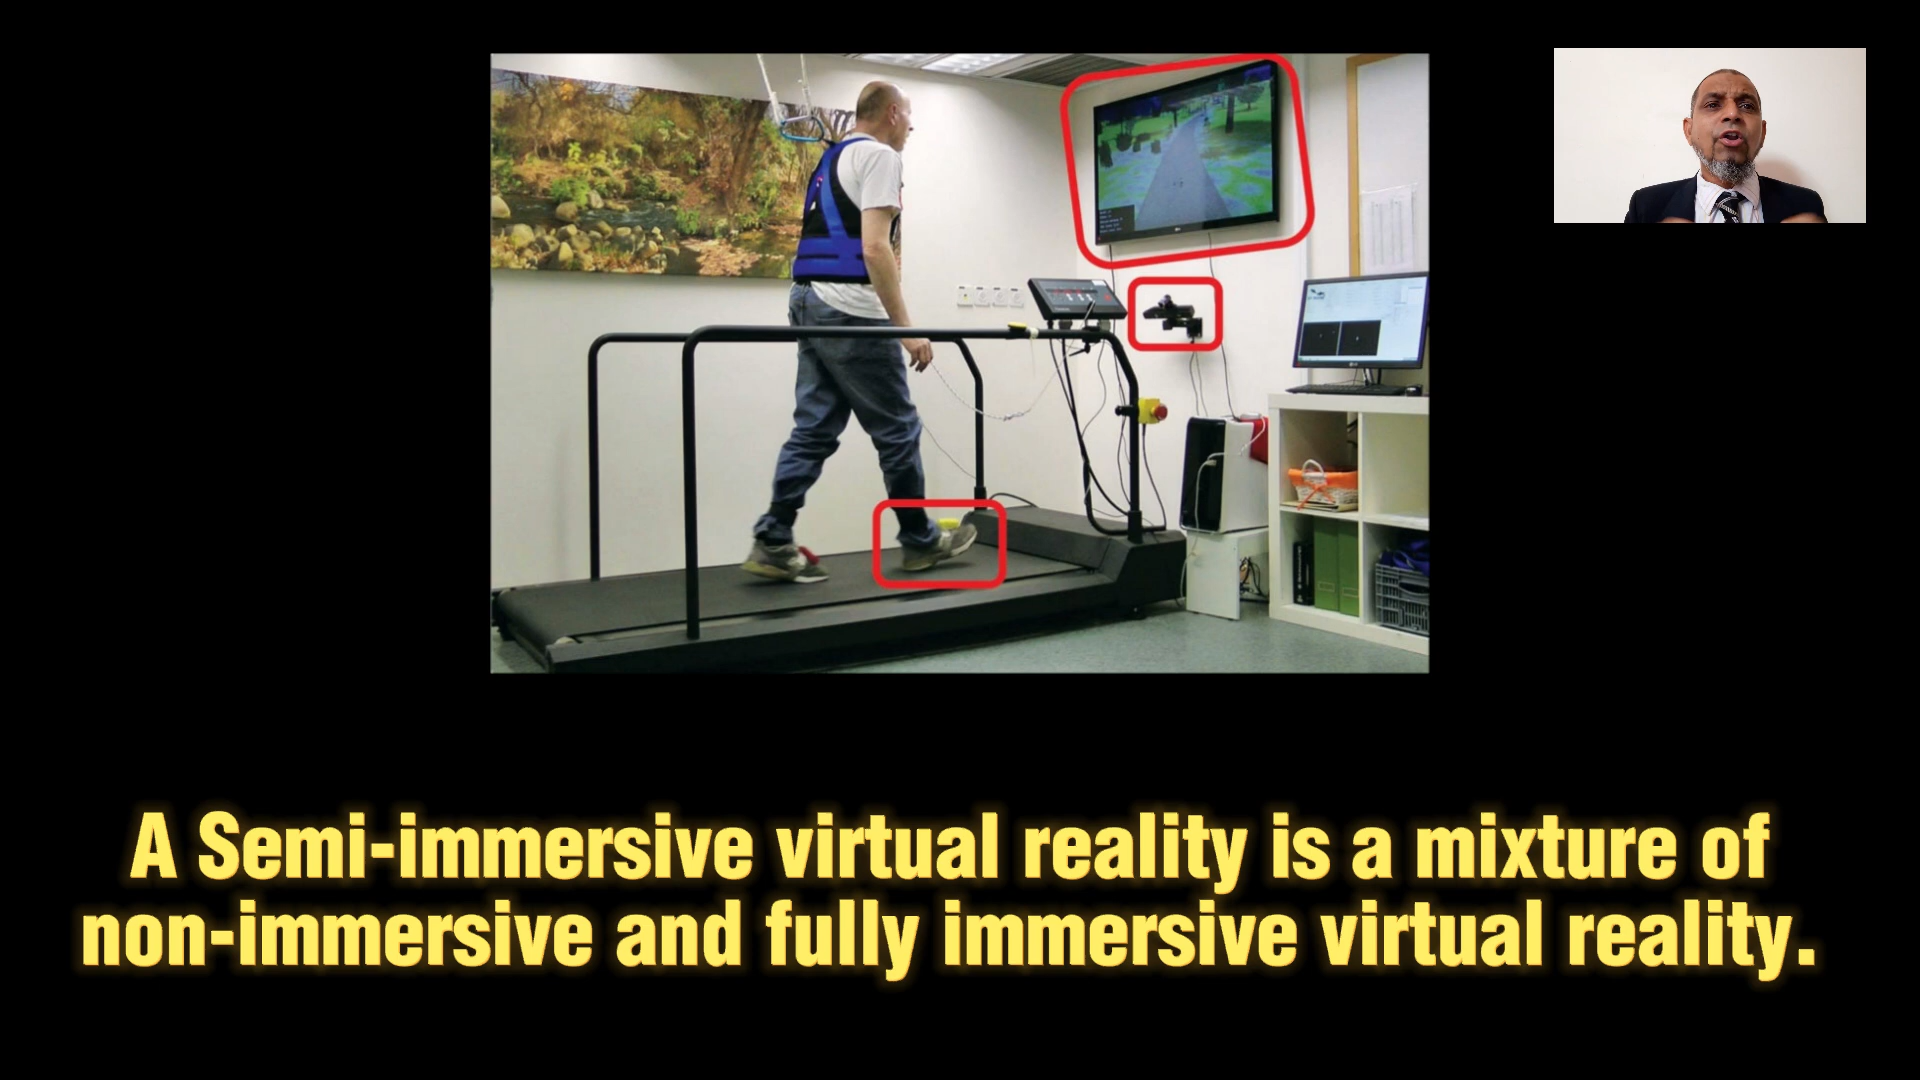 A Semi-immersive virtual reality is a mixture of
non-immersive and fully immersive virtual reality.